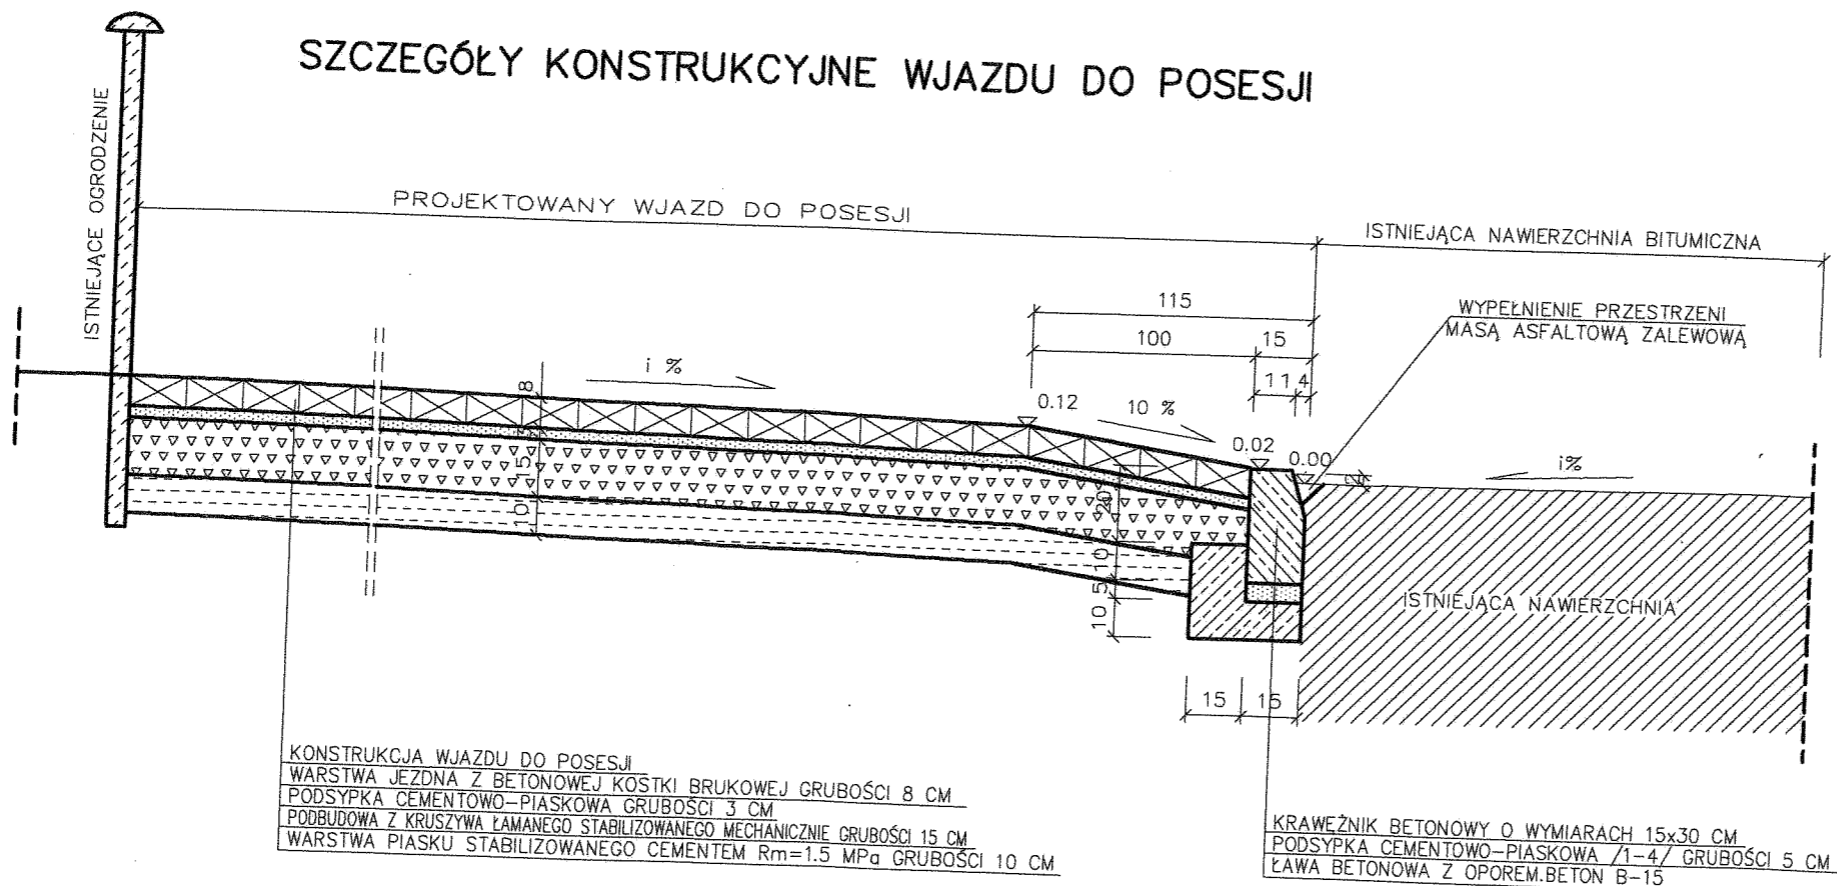 SZCZEGÓŁY KONSTRUKCYJNE WJAZDU DO POSESJI
ISTNIEJĄCE OGRODZENIE
PROJEKTOWANY WJAZD DO POSESJI
ISTNIEJĄCA NAWIERZCHNIA BITUMICZNA
115
100
15
11
4
WYPEŁNIENIE PRZESTRZENI
MASĄ ASFALTOWĄ ZALEWOWĄ
i %
8
3
15
10
0.12
10 %
0.02
0.00
i%
20
10
5
10
ISTNIEJĄCA NAWIERZCHNIA
15
15
KONSTRUKCJA WJAZDU DO POSESJI
WARSTWA JEZDNA Z BETONOWEJ KOSTKI BRUKOWEJ GRUBOŚCI 8 CM
PODSYPKA CEMENTOWO-PIASKOWA GRUBOŚCI 3 CM
PODBUDOWA Z KRUSZYWA ŁAMANEGO STABILIZOWANEGO MECHANICZNIE GRUBOŚCI 15 CM
WARSTWA PIASKU STABILIZOWANEGO CEMENTEM Rm=1.5 MPa GRUBOŚCI 10 CM
KRAWĘŻNIK BETONOWY O WYMIARACH 15x30 CM
PODSYPKA CEMENTOWO-PIASKOWA /1-4/ GRUBOŚCI 5 CM
ŁAWA BETONOWA Z OPOREM.BETON B-15